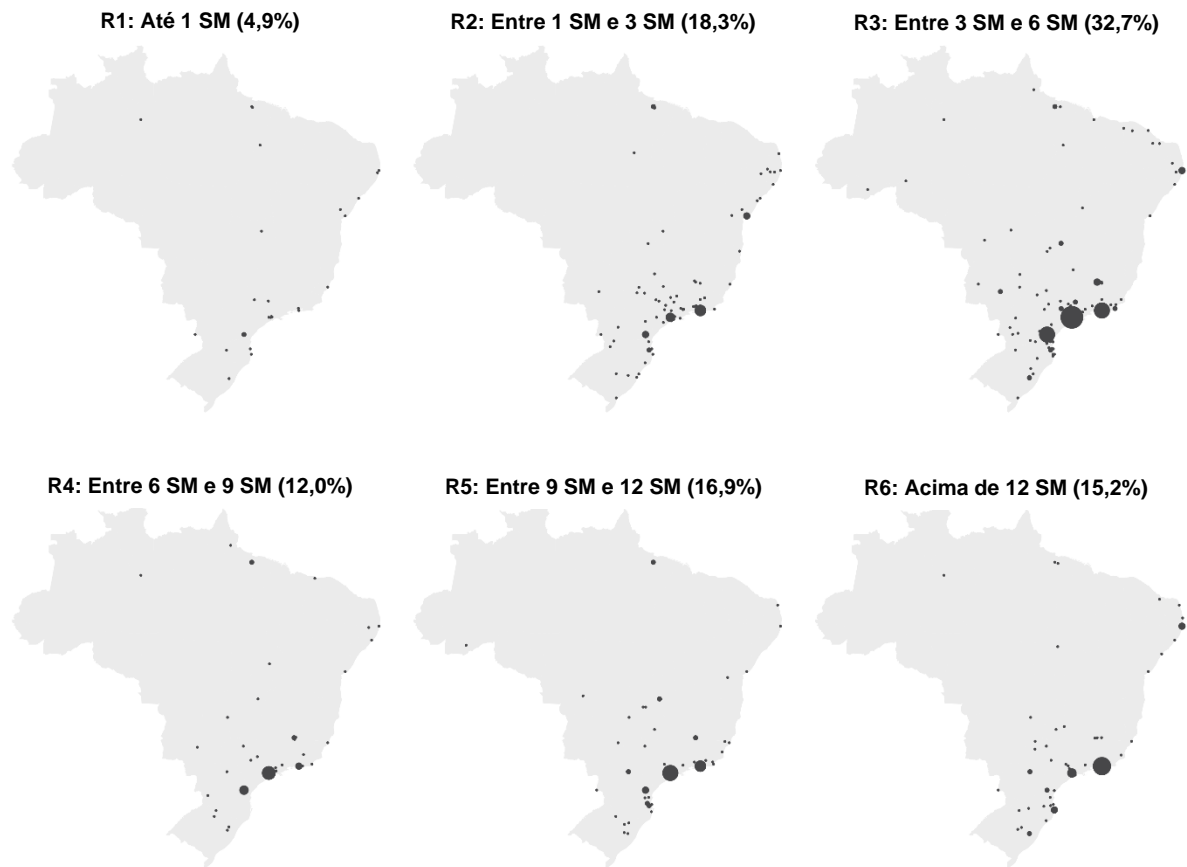 R1: Até 1 SM (4,9%)
R2: Entre 1 SM e 3 SM (18,3%)
R3: Entre 3 SM e 6 SM (32,7%)
R4: Entre 6 SM e 9 SM (12,0%)
R5: Entre 9 SM e 12 SM (16,9%)
R6: Acima de 12 SM (15,2%)